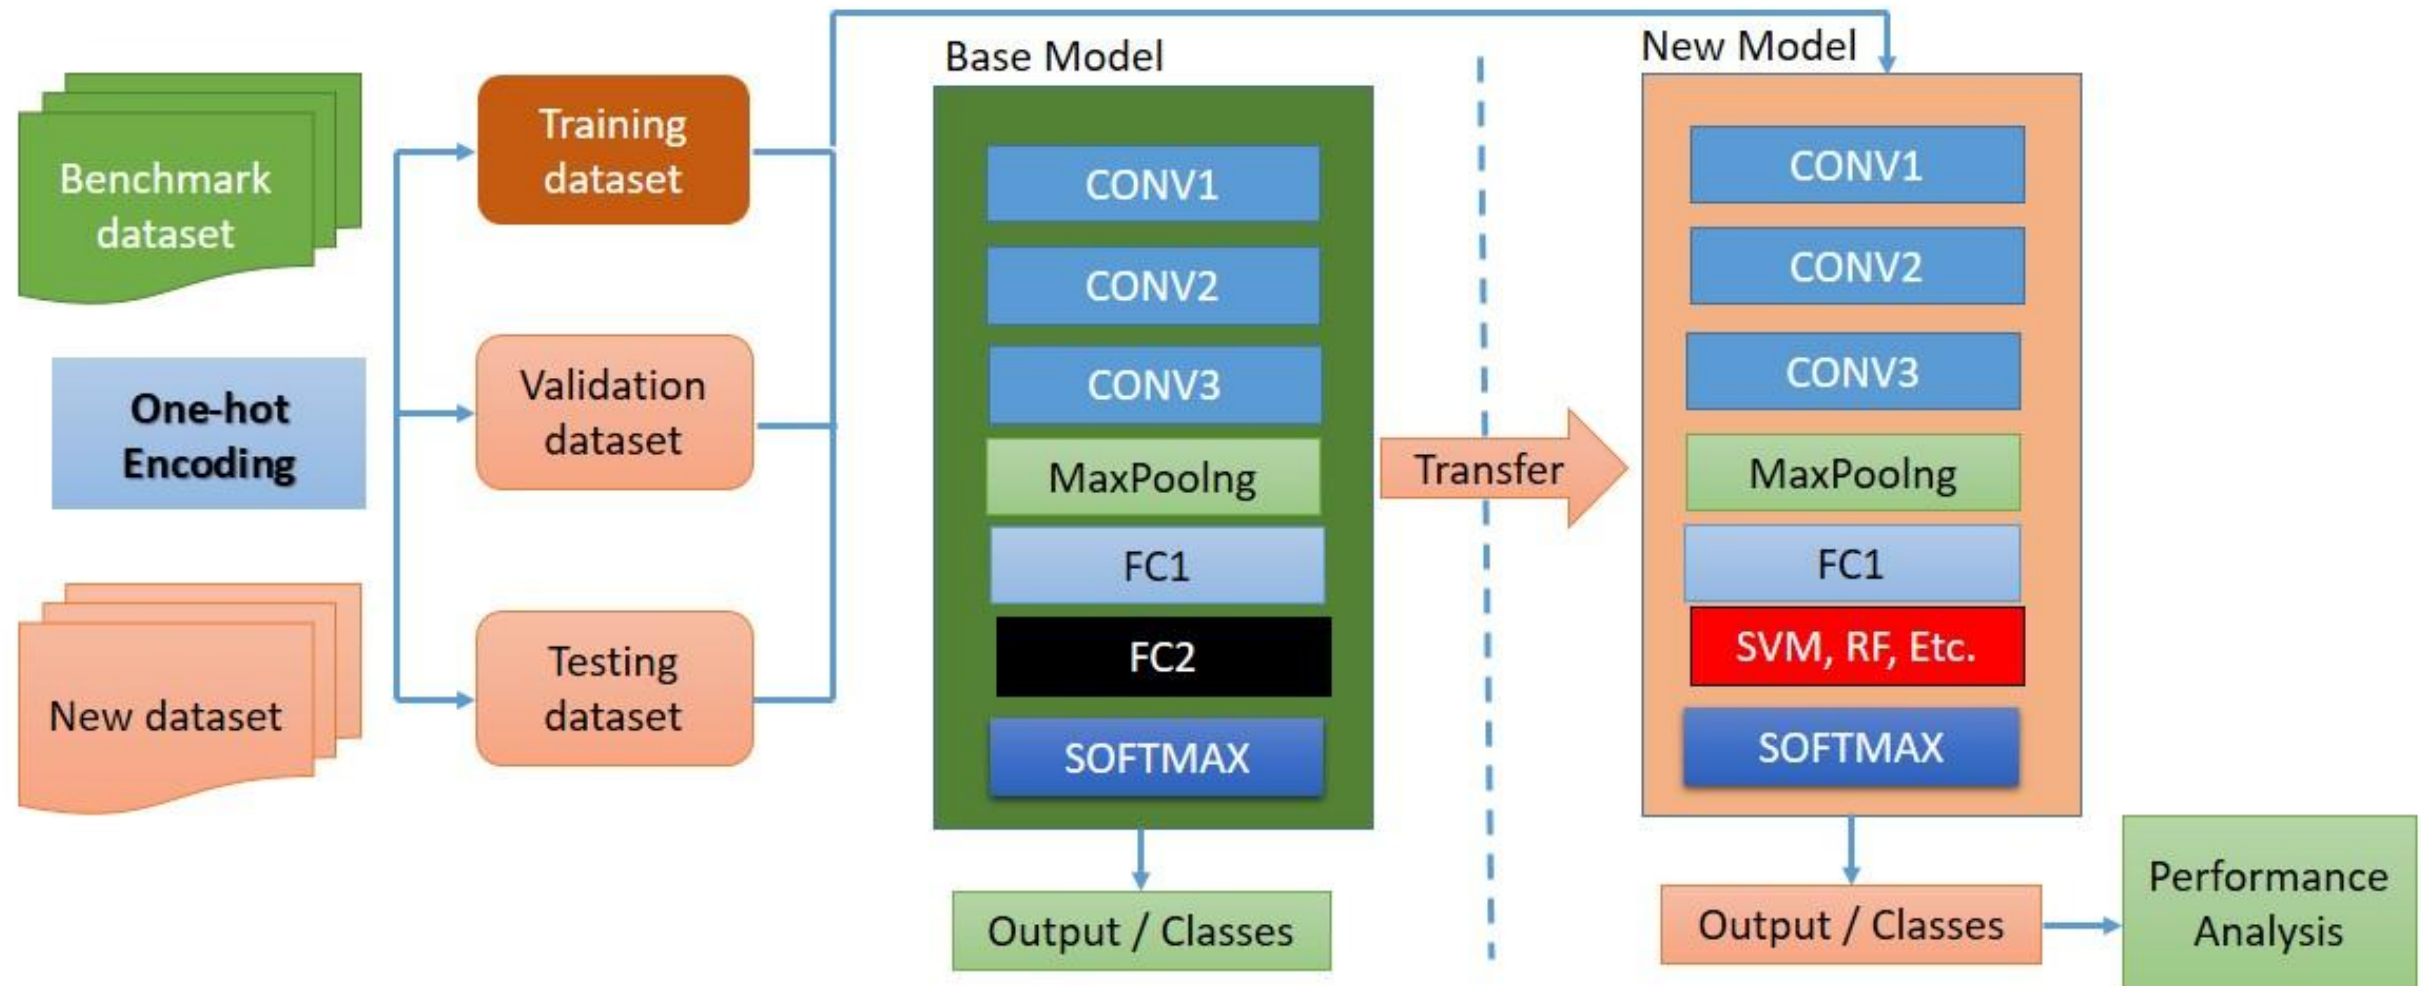 Benchmark
dataset
One-hot
Encoding
New dataset
Training
dataset
Validation
dataset
Testing
dataset
Base Model
CONV1
CONV2
CONV3
MaxPoolng
FC1
FC2
SOFTMAX
Output / Classes
Transfer
New Model
CONV1
CONV2
CONV3
MaxPoolng
FC1
SVM, RF, Etc.
SOFTMAX
Output / Classes
Performance
Analysis